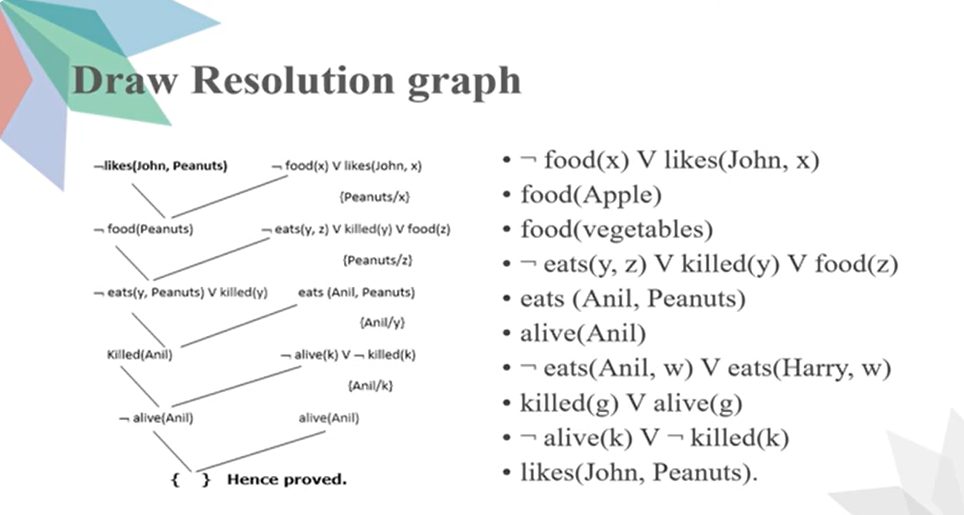 Draw Resolution graph
¬likes(John, Peanuts) ¬ food(x) V likes(John, x)
{Peanuts/x}
¬ food(Peanuts) ¬ eats(y, z) V killed(y) V food(z)
{Peanuts/z}
¬ eats(y, Peanuts) V killed(y) eats (Anil, Peanuts)
{Anil/y}
Killed(Anil) ¬ alive(k) V ¬ killed(k)
{Anil/k}
¬ alive(Anil) alive(Anil)
{ } Hence proved.
• ¬ food(x) V likes(John, x)
• food(Apple)
• food(vegetables)
• ¬ eats(y, z) V killed(y) V food(z)
• eats (Anil, Peanuts)
• alive(Anil)
• ¬ eats(Anil, w) V eats(Harry, w)
• killed(g) V alive(g)
• ¬ alive(k) V ¬ killed(k)
• likes(John, Peanuts).